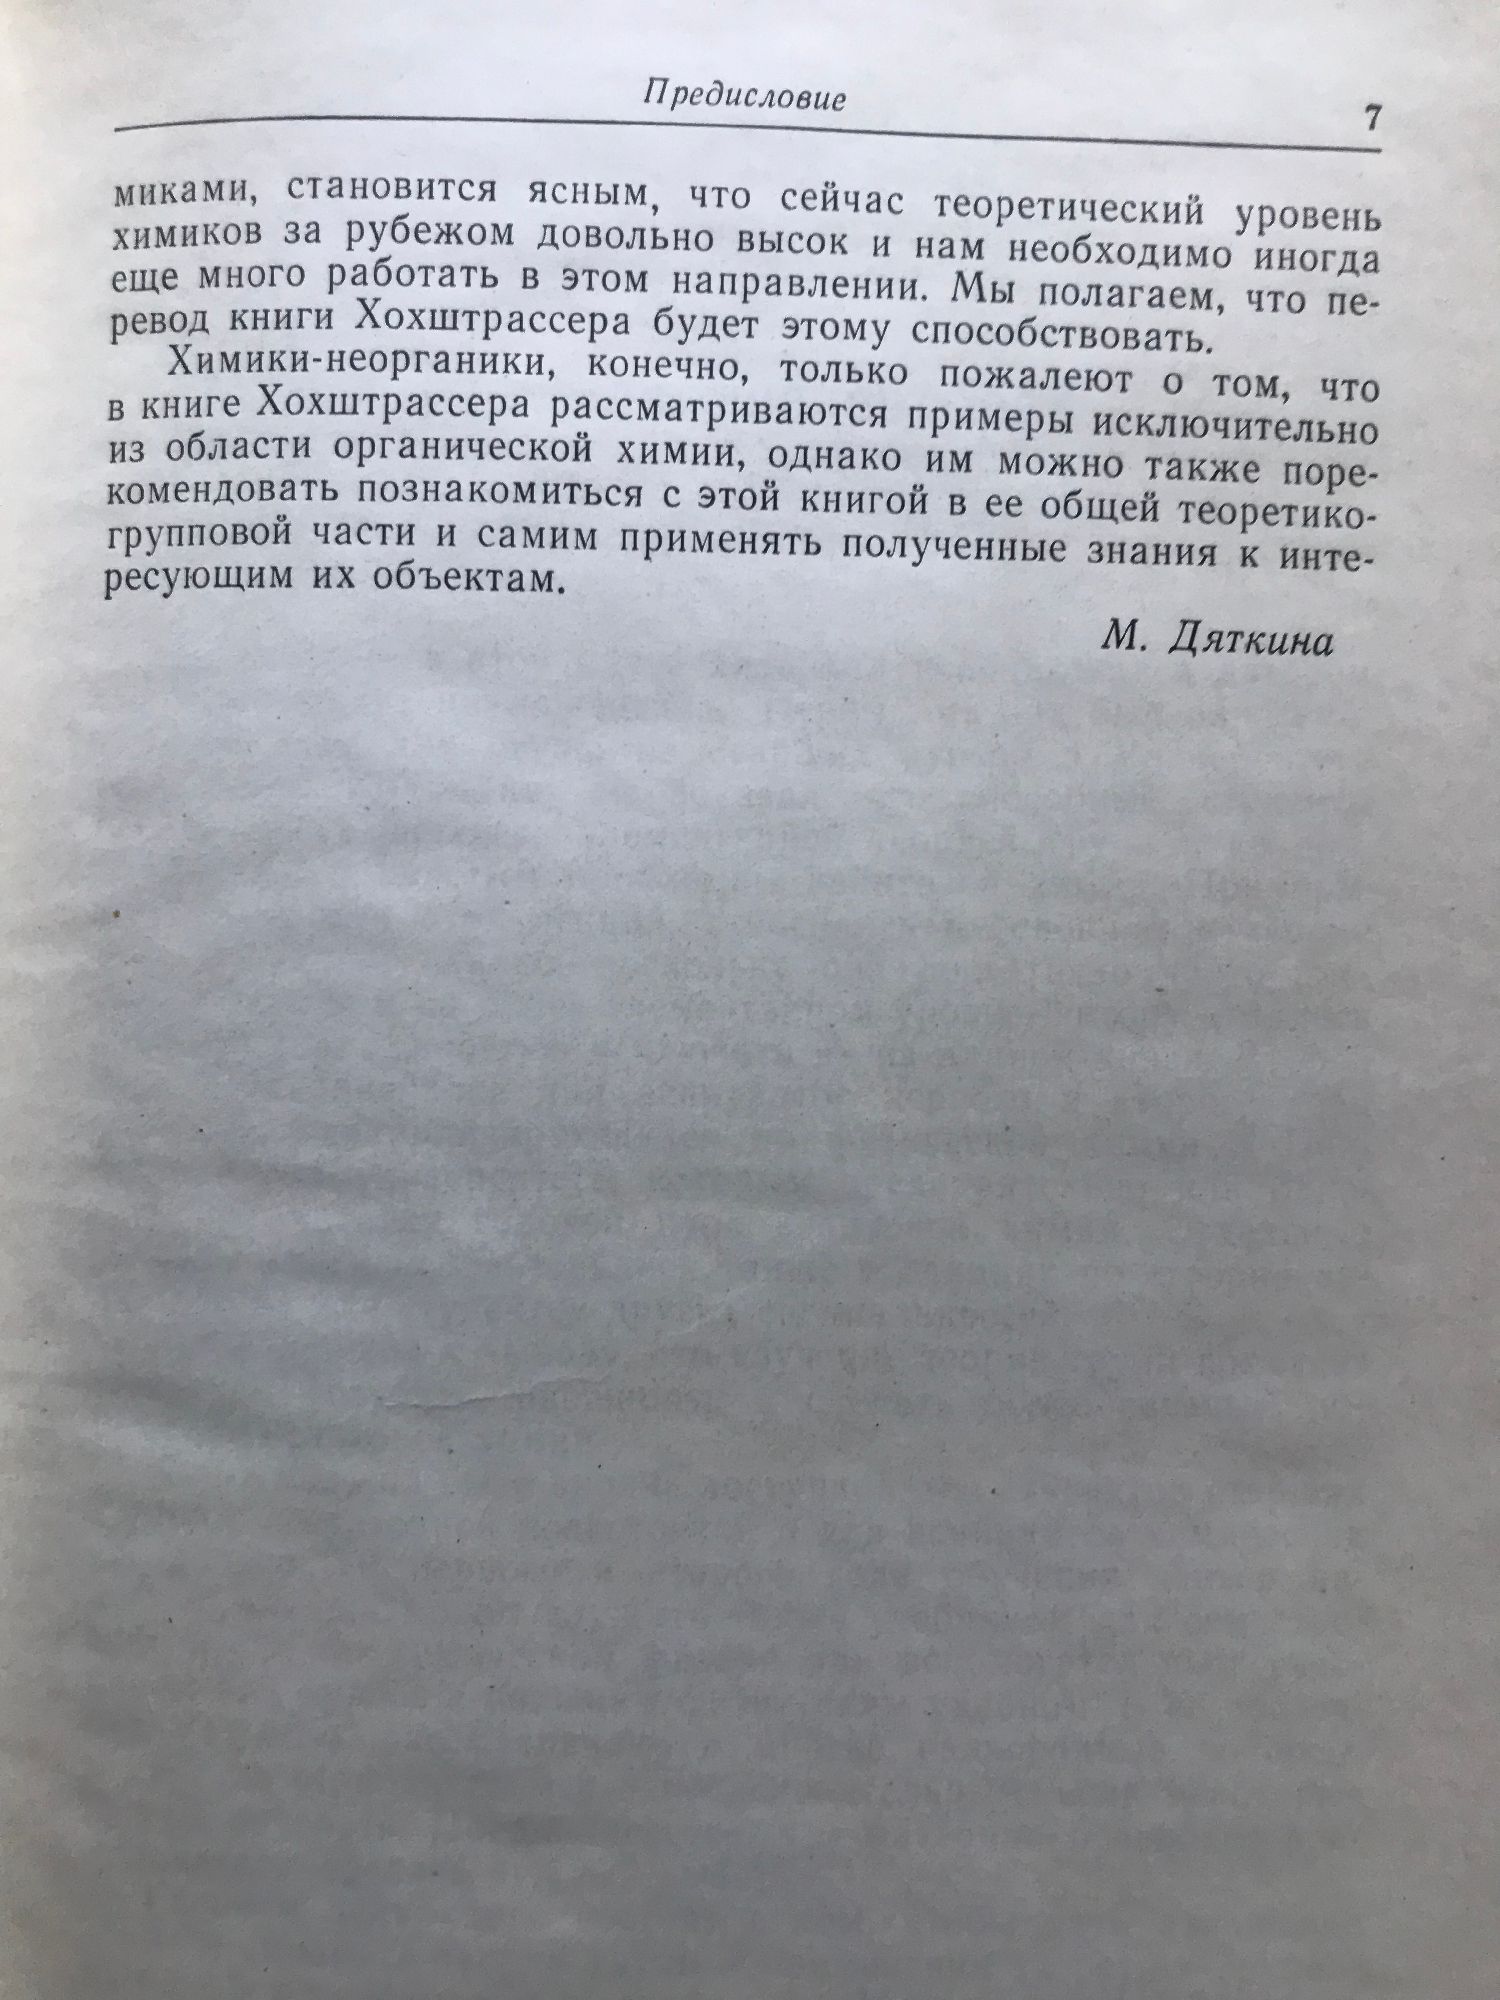 Предисловие
7
миками, становится ясным, что сейчас теоретический уровень
химиков за рубежом довольно высок и нам необходимо иногда
еще много работать в этом направлении. Мы полагаем, что пе-
ревод книги Хохштрассера будет этому способствовать.
Химики-неорганики, конечно, только пожалеют о том, что
в книге Хохштрассера рассматриваются примеры исключительно
из области органической химии, однако им можно также поре-
комендовать познакомиться с этой книгой в ее общей теоретико-
групповой части и самим применять полученные знания к инте-
ресующим их объектам.
М. Дяткина